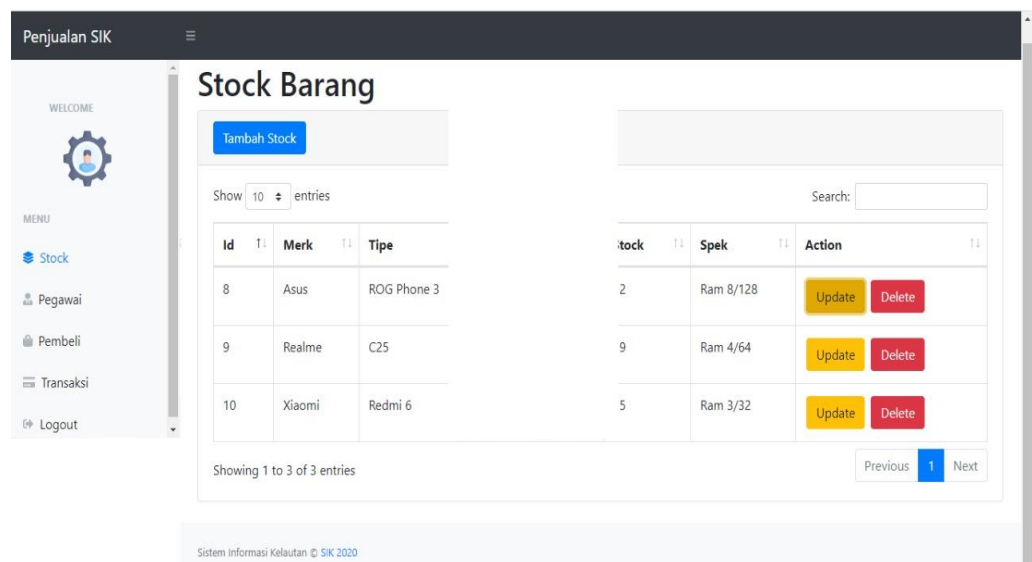 Penjualan SIK
WELCOME
MENU
Stock
Pegawai
Pembeli
Transaksi
Logout
Stock Barang
Tambah Stock
Show 10 entries
Search:
Id Merk Tipe Spek Action
8 Asus ROG Phone 3 2 Ram 8/128 Update Delete
9 Realme C25 9 Ram 4/64 Update Delete
10 Xiaomi Redmi 6 5 Ram 3/32 Update Delete
Showing 1 to 3 of 3 entries
Previous 1 Next
Sistem Informasi Kelautan © SIK 2020